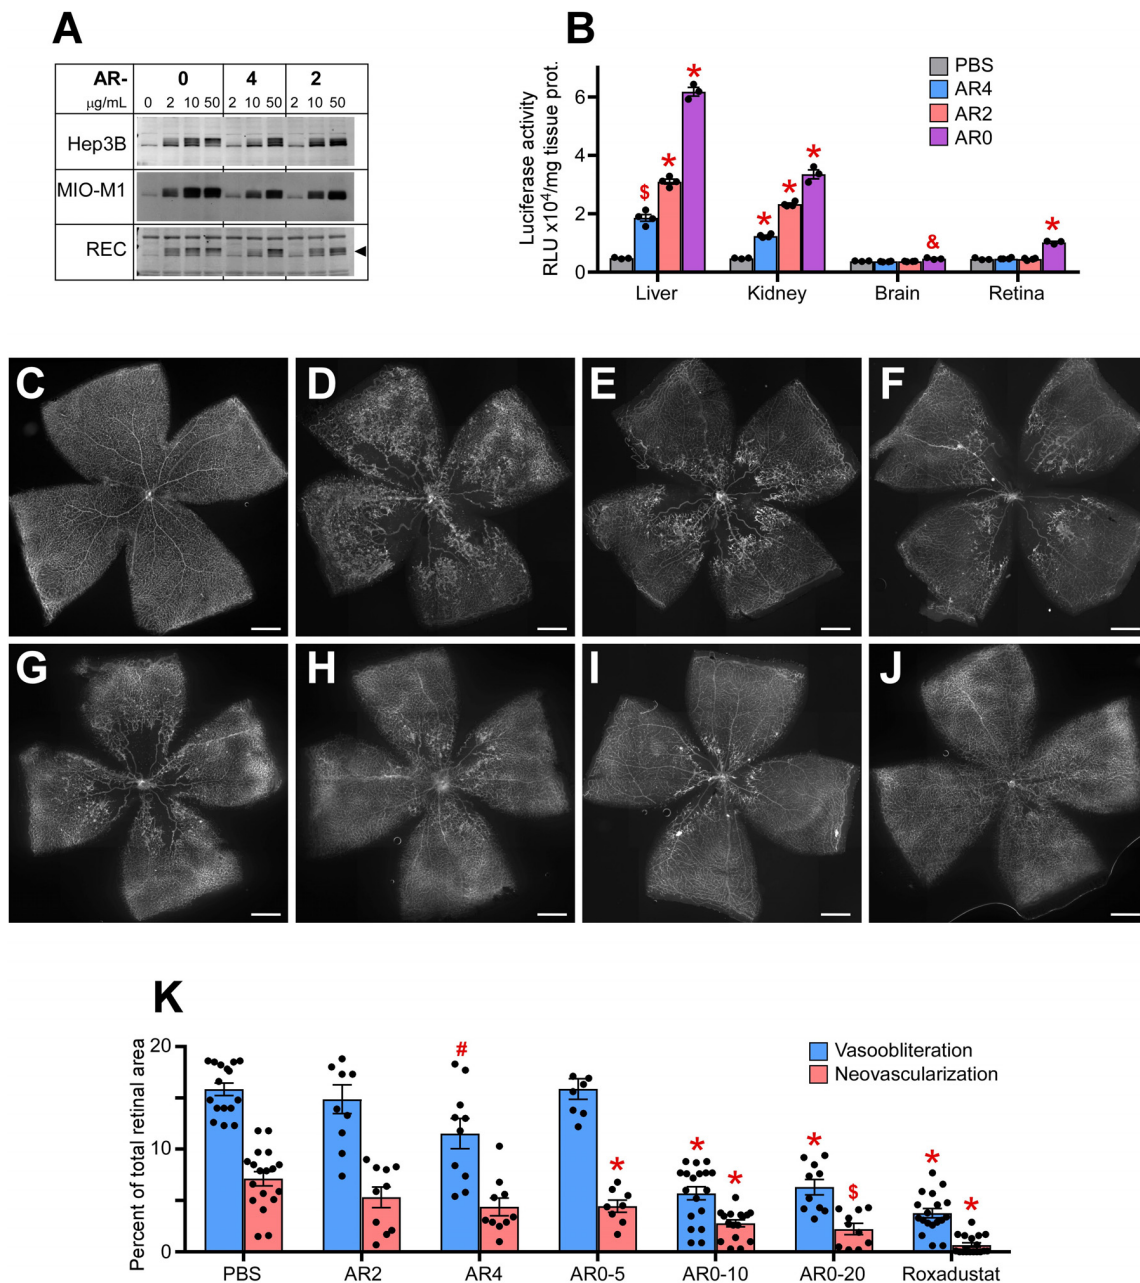 A
AR- 0 4 2
µg/mL 0 2 10 50 2 10 50 2 10 50
Hep3B
MIO-M1
REC
B
Luciferase activity
RLU x10⁴/mg tissue prot.
6
4
2
0
PBS
AR4
AR2
AR0
*
$
*
*
*
*
&
*
Liver Kidney Brain Retina
C
D
E
F
G
H
I
J
K
Percent of total retinal area
20
10
0
Vasoobliteration
Neovascularization
#
*
*
*
*
$
*
*
PBS AR2 AR4 AR0-5 AR0-10 AR0-20 Roxadustat